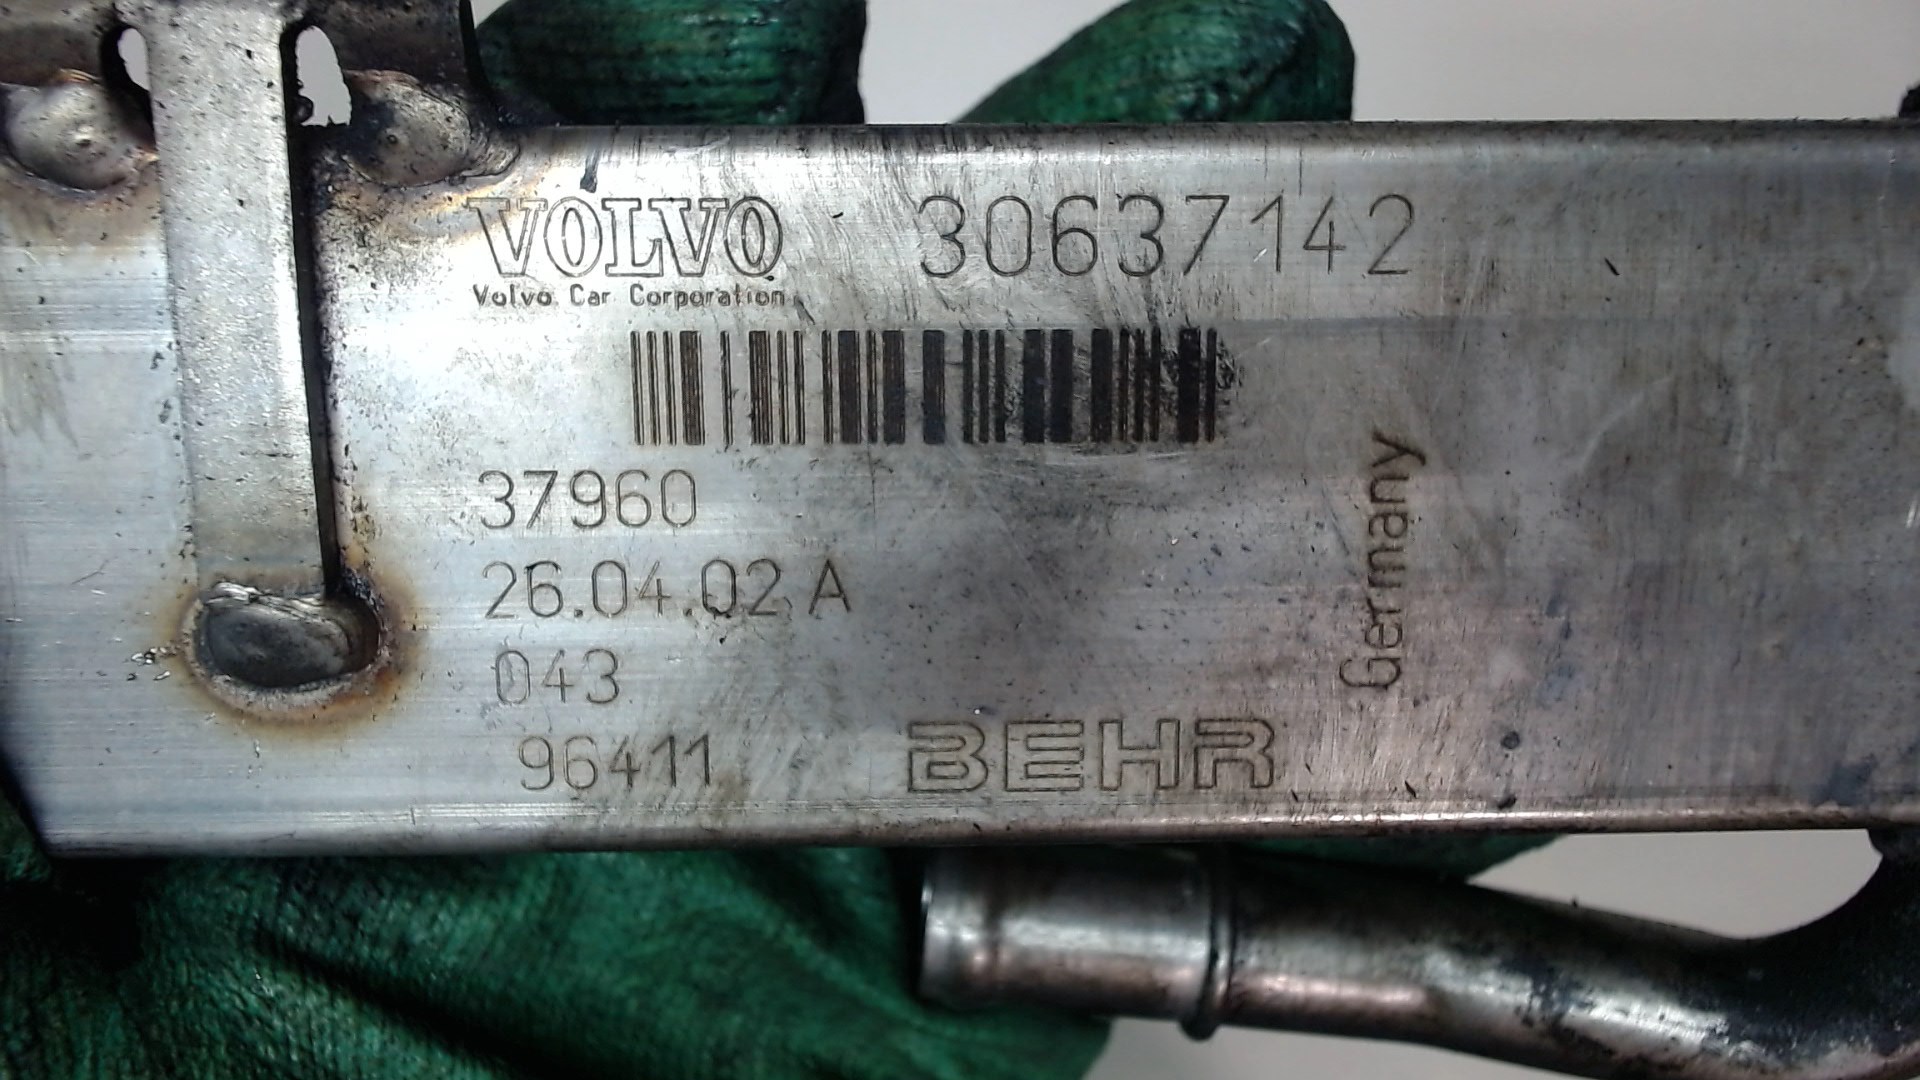 VOLVO 30637142
Volvo Car Corporation
37960
26.04.02 A
043
96411
BEHR
Germany